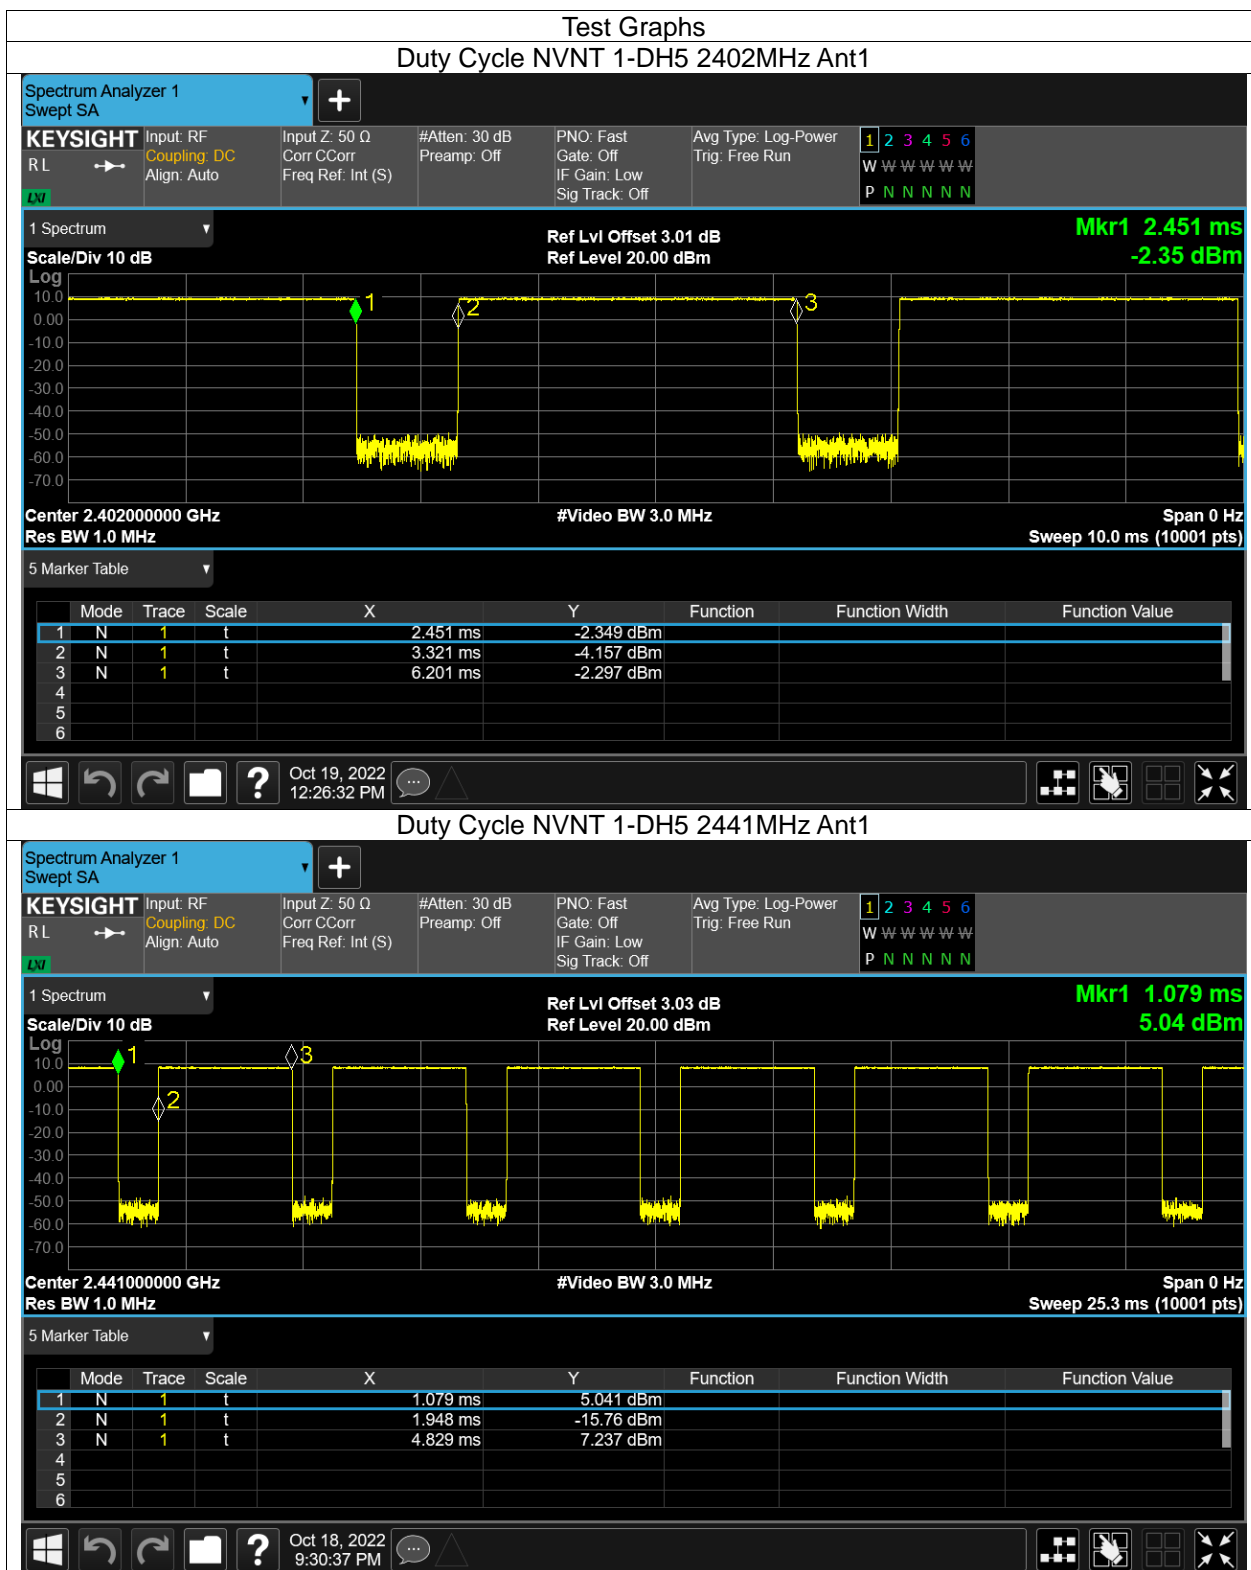 Test Graphs
Duty Cycle NVNT 1-DH5 2402MHz Ant1
Spectrum Analyzer 1
Swept SA
KEYSIGHT Input: RF Input Z: 50 Ω #Atten: 30 dB PNO: Fast Avg Type: Log-Power 1 2 3 4 5 6
RL Coupling: DC Corr CCorr Preamp: Off Gate: Off Trig: Free Run W W W W W W
Align: Auto Freq Ref: Int (S) IF Gain: Low
LXI Sig Track: Off P N N N N N
1 Spectrum
Ref Lvl Offset 3.01 dB Mkr1 2.451 ms
Scale/Div 10 dB Ref Level 20.00 dBm -2.35 dBm
Log
10.0
0.00
-10.0
-20.0
-30.0
-40.0
-50.0
-60.0
-70.0
1 2 3
Center 2.402000000 GHz #Video BW 3.0 MHz Span 0 Hz
Res BW 1.0 MHz Sweep 10.0 ms (10001 pts)
5 Marker Table
Mode Trace Scale X Y Function Function Width Function Value
1 N 1 t 2.451 ms -2.349 dBm
2 N 1 t 3.321 ms -4.157 dBm
3 N 1 t 6.201 ms -2.297 dBm
4
5
6
? Oct 19, 2022
12:26:32 PM
Duty Cycle NVNT 1-DH5 2441MHz Ant1
Spectrum Analyzer 1
Swept SA
KEYSIGHT Input: RF Input Z: 50 Ω #Atten: 30 dB PNO: Fast Avg Type: Log-Power 1 2 3 4 5 6
RL Coupling: DC Corr CCorr Preamp: Off Gate: Off Trig: Free Run W W W W W W
Align: Auto Freq Ref: Int (S) IF Gain: Low
LXI Sig Track: Off P N N N N N
1 Spectrum
Ref Lvl Offset 3.03 dB Mkr1 1.079 ms
Scale/Div 10 dB Ref Level 20.00 dBm 5.04 dBm
Log
10.0
0.00
-10.0
-20.0
-30.0
-40.0
-50.0
-60.0
-70.0
1 2 3
Center 2.441000000 GHz #Video BW 3.0 MHz Span 0 Hz
Res BW 1.0 MHz Sweep 25.3 ms (10001 pts)
5 Marker Table
Mode Trace Scale X Y Function Function Width Function Value
1 N 1 t 1.079 ms 5.041 dBm
2 N 1 t 1.948 ms -15.76 dBm
3 N 1 t 4.829 ms 7.237 dBm
4
5
6
? Oct 18, 2022
9:30:37 PM